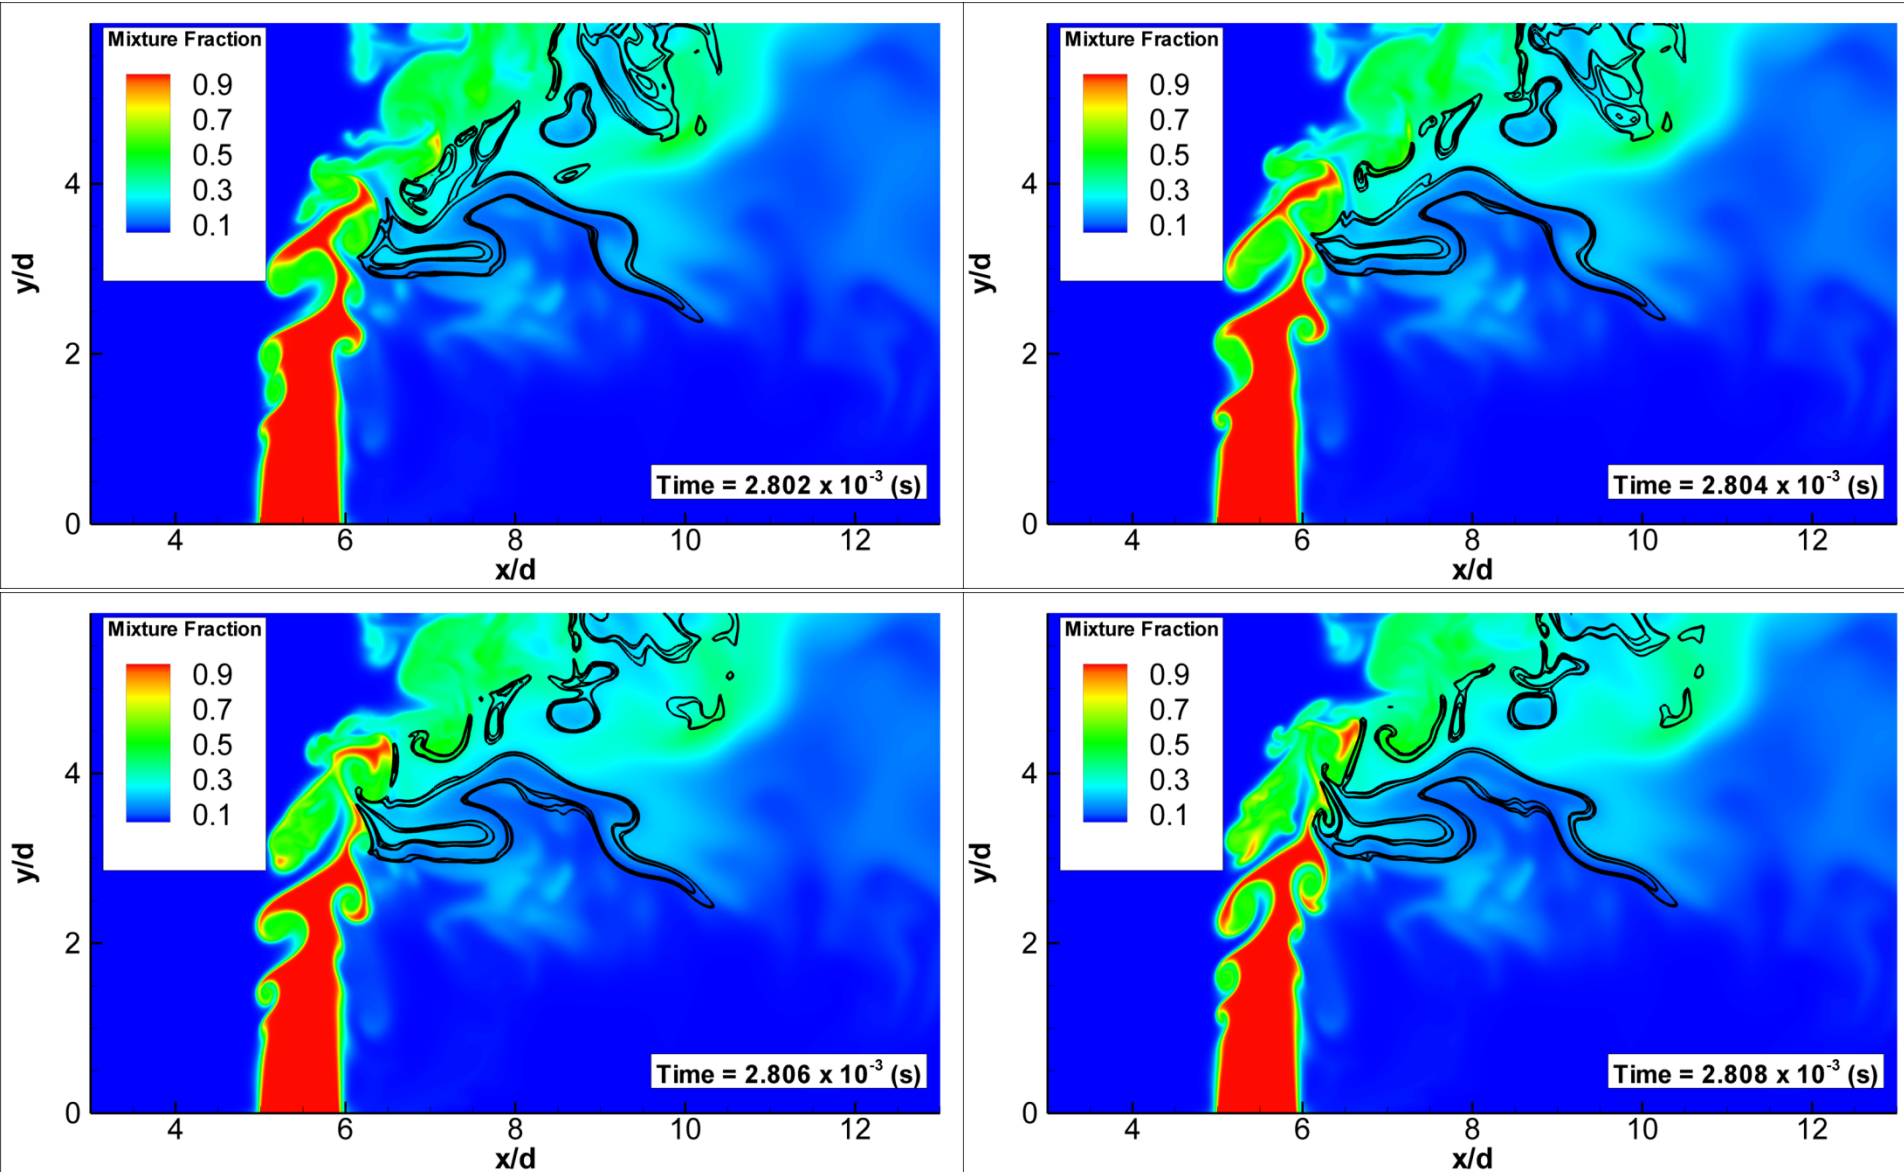 Mixture Fraction
0.9
0.7
0.5
0.3
0.1
4
2
0
y/d
4 6 8 10 12
x/d
Time = 2.802 x 10⁻³ (s)
Mixture Fraction
0.9
0.7
0.5
0.3
0.1
4
2
0
y/d
4 6 8 10 12
x/d
Time = 2.804 x 10⁻³ (s)
Mixture Fraction
0.9
0.7
0.5
0.3
0.1
4
2
0
y/d
4 6 8 10 12
x/d
Time = 2.806 x 10⁻³ (s)
Mixture Fraction
0.9
0.7
0.5
0.3
0.1
4
2
0
y/d
4 6 8 10 12
x/d
Time = 2.808 x 10⁻³ (s)